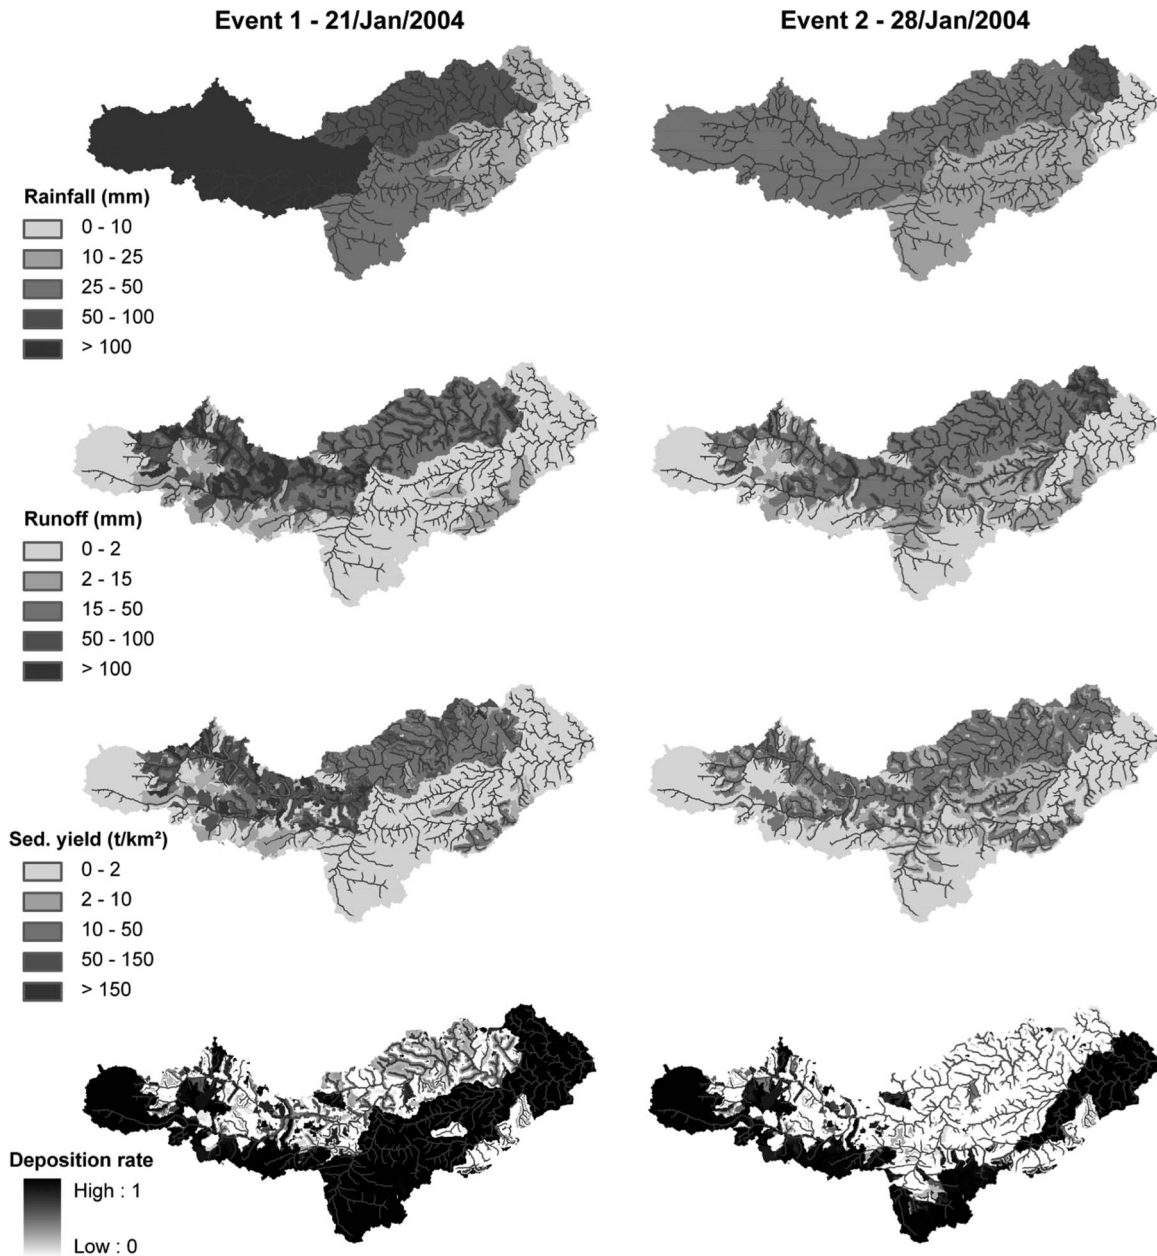 Event 1 - 21/Jan/2004
Event 2 - 28/Jan/2004
Rainfall (mm)
0 - 10
10 - 25
25 - 50
50 - 100
> 100
Runoff (mm)
0 - 2
2 - 15
15 - 50
50 - 100
> 100
Sed. yield (t/km²)
0 - 2
2 - 10
10 - 50
50 - 150
> 150
Deposition rate
High : 1
Low : 0